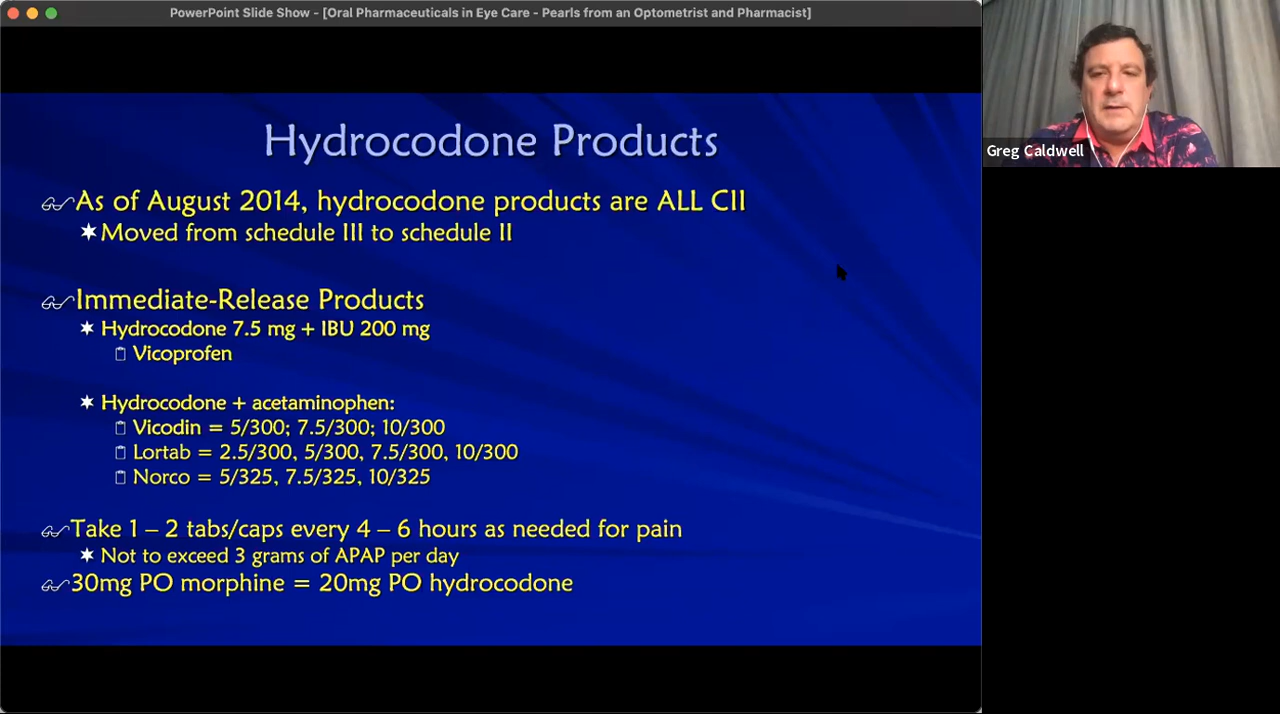 PowerPoint Slide Show - [Oral Pharmaceuticals in Eye Care - Pearls from an Optometrist and Pharmacist]
Greg Caldwell
Hydrocodone Products
As of August 2014, hydrocodone products are ALL CII
Moved from schedule III to schedule II
Immediate-Release Products
Hydrocodone 7.5 mg + IBU 200 mg
Vicoprofen
Hydrocodone + acetaminophen:
Vicodin = 5/300; 7.5/300; 10/300
Lortab = 2.5/300, 5/300, 7.5/300, 10/300
Norco = 5/325, 7.5/325, 10/325
Take 1 – 2 tabs/caps every 4 – 6 hours as needed for pain
Not to exceed 3 grams of APAP per day
30mg PO morphine = 20mg PO hydrocodone